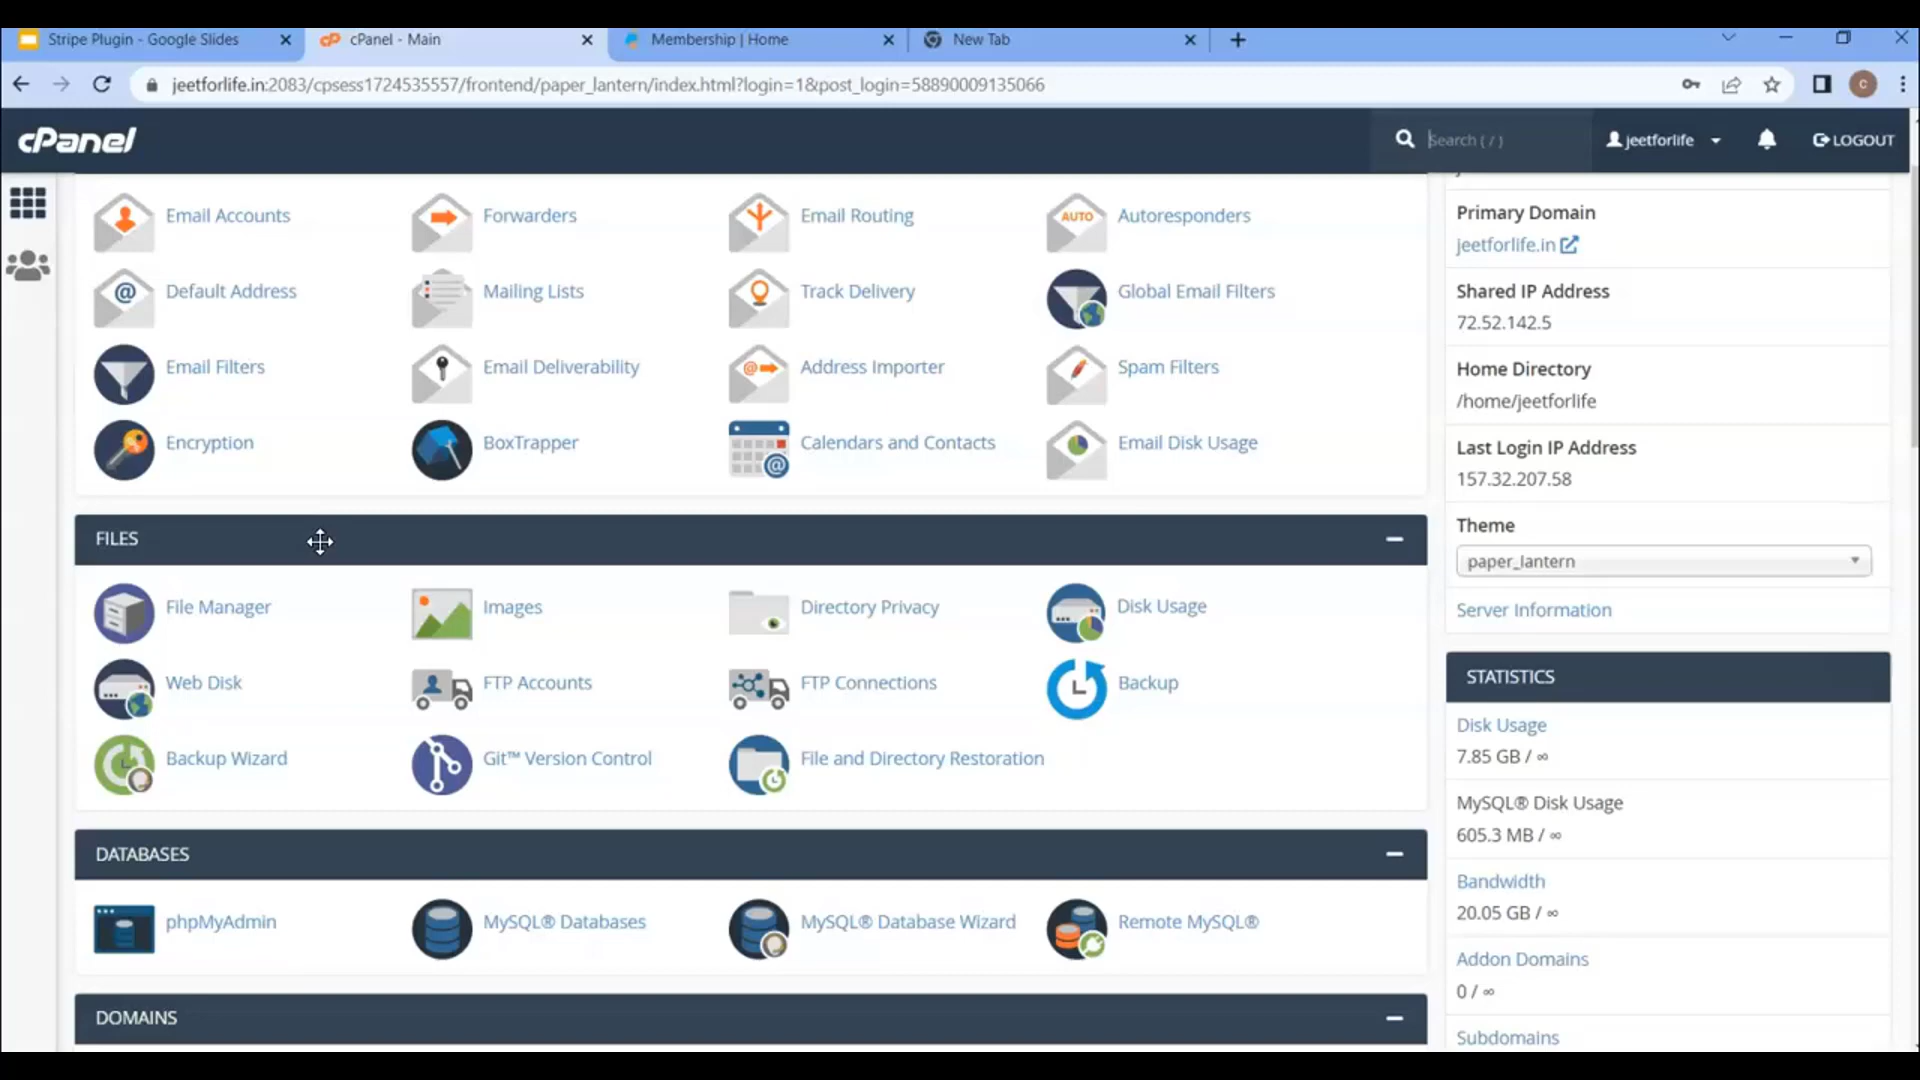 Stripe Plugin - Google Slides
cPanel - Main
Membership | Home
New Tab
jeetforlife.in:2083/cpsess1724535557/frontend/paper_lantern/index.html?login=1&post_login=58890009135066
C
cPanel
Search ( / )
jeetforlife
LOGOUT
Email Accounts
Forwarders
Email Routing
AUTO
Autoresponders
Default Address
Mailing Lists
Track Delivery
Global Email Filters
Email Filters
Email Deliverability
Address Importer
Spam Filters
Encryption
BoxTrapper
Calendars and Contacts
Email Disk Usage
FILES
File Manager
Images
Directory Privacy
Disk Usage
Web Disk
FTP Accounts
FTP Connections
Backup
Backup Wizard
Git™ Version Control
File and Directory Restoration
DATABASES
phpMyAdmin
MySQL® Databases
MySQL® Database Wizard
Remote MySQL®
DOMAINS
Primary Domain
jeetforlife.in
Shared IP Address
72.52.142.5
Home Directory
/home/jeetforlife
Last Login IP Address
157.32.207.58
Theme
paper_lantern
Server Information
STATISTICS
Disk Usage
7.85 GB / ∞
MySQL® Disk Usage
605.3 MB / ∞
Bandwidth
20.05 GB / ∞
Addon Domains
0 / ∞
Subdomains